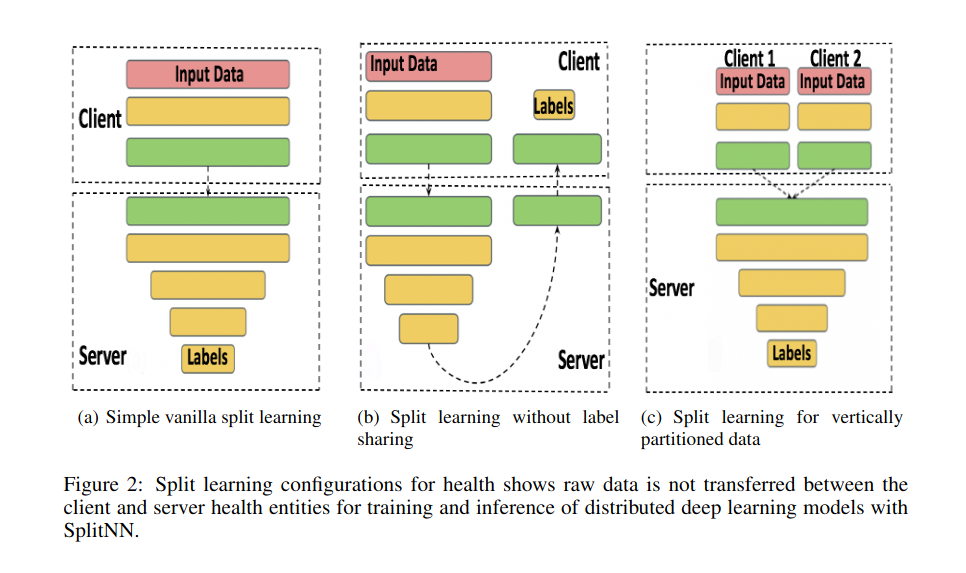 Input Data
Client
Server
Labels
Input Data
Client
Labels
Server
Client 1 Client 2
Input Data Input Data
Server
Labels
(a) Simple vanilla split learning
(b) Split learning without label
sharing
(c) Split learning for vertically
partitioned data
Figure 2: Split learning configurations for health shows raw data is not transferred between the
client and server health entities for training and inference of distributed deep learning models with
SplitNN.